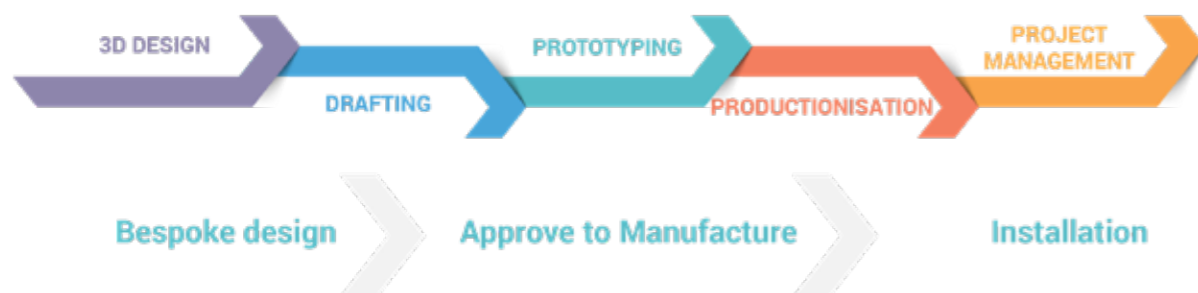 3D DESIGN
DRAFTING
PROTOTYPING
PRODUCTIONISATION
PROJECT
MANAGEMENT
Bespoke design
Approve to Manufacture
Installation